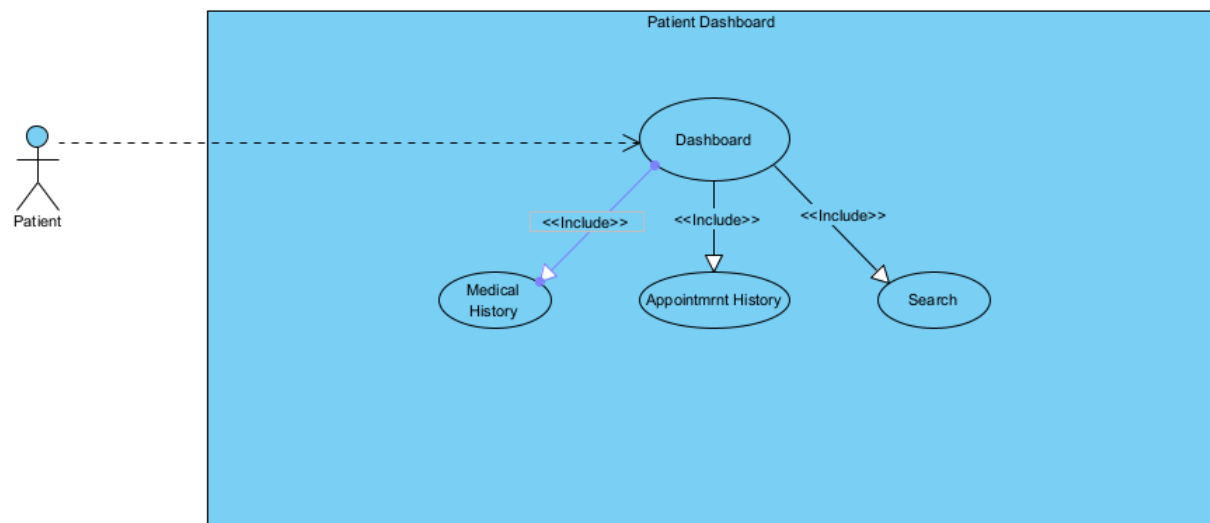 Patient Dashboard
Dashboard
Patient
<<Include>>
<<Include>>
<<Include>>
Medical
History
Appointmrnt History
Search